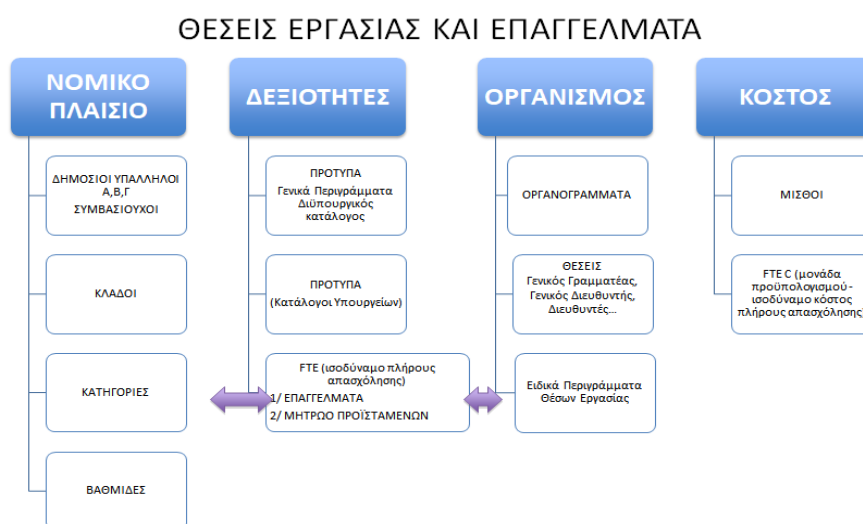 ΘΕΣΕΙΣ ΕΡΓΑΣΙΑΣ ΚΑΙ ΕΠΑΓΓΕΛΜΑΤΑ
ΝΟΜΙΚΟ
ΠΛΑΙΣΙΟ
ΔΗΜΟΣΙΟΙ ΥΠΑΛΛΗΛΟΙ
Α,Β,Γ
ΣΥΜΒΑΣΙΟΥΧΟΙ
ΚΛΑΔΟΙ
ΚΑΤΗΓΟΡΙΕΣ
ΒΑΘΜΙΔΕΣ
ΔΕΞΙΟΤΗΤΕΣ
ΠΡΟΤΥΠΑ
Γενικά Περιγράμματα
Διϋπουργικός
κατάλογος
ΠΡΟΤΥΠΑ
(Κατάλογοι Υπουργείων)
FTE (ισοδύναμο πλήρους
απασχόλησης)
1/ ΕΠΑΓΓΕΛΜΑΤΑ
2/ ΜΗΤΡΩΟ ΠΡΟΪΣΤΑΜΕΝΩΝ
ΟΡΓΑΝΙΣΜΟΣ
ΟΡΓΑΝΟΓΡΑΜΜΑΤΑ
ΘΕΣΕΙΣ
Γενικός Γραμματέας,
Γενικός Διευθυντής,
Διευθυντές...
Ειδικά Περιγράμματα
Θέσων Εργασίας
ΚΟΣΤΟΣ
ΜΙΣΘΟΙ
FTE C (μονάδα
προϋπολογισμού -
ισοδύναμο κόστος
πλήρους απασχόλησης)